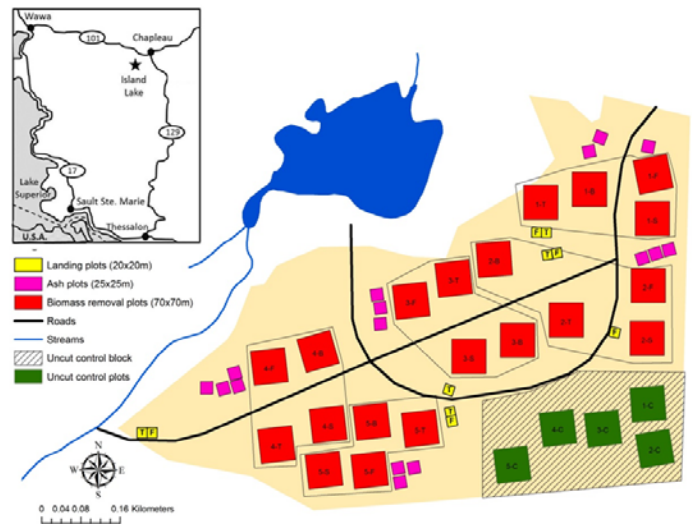 Wawa
101
Chapleau
Island
Lake
129
17
Lake
Superior
Sault Ste. Marie
Thessalon
U.S.A.
Landing plots (20x20m)
Ash plots (25x25m)
Biomass removal plots (70x70m)
Roads
Streams
Uncut control block
Uncut control plots
1-F
1-T
1-B
1-S
F T
T F
2-B
2-F
3-T
3-F
2-T
F
2-S
3-B
3-S
4-B
4-F
T
1-C
T
F
4-S
5-B
5-T
4-C
3-C
T F
4-T
2-C
5-S
5-F
5-C
N
W E
S
0 0.04 0.08 0.16 Kilometers